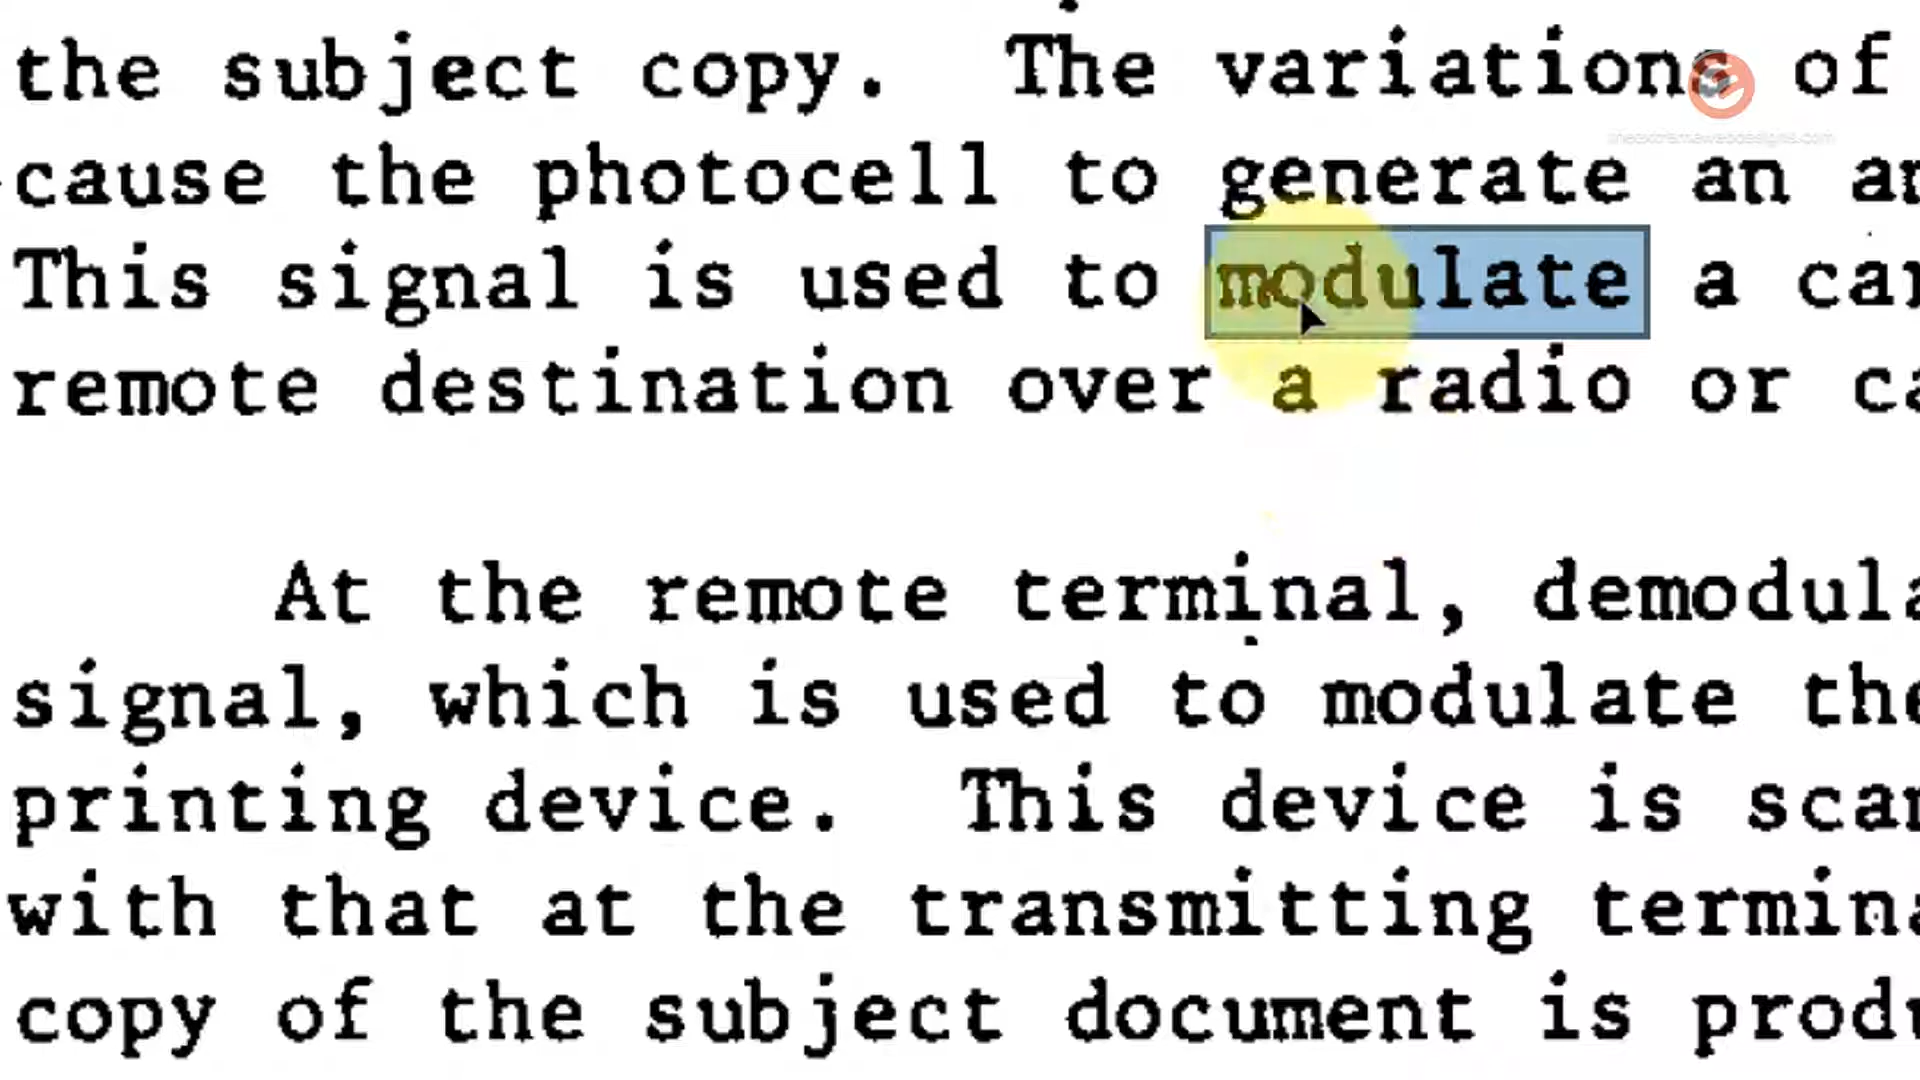 the subject copy. The variations of
theextremewebdesigns.com
cause the photocell to generate an
This signal is used to modulate a
remote destination over a radio or
At the remote terminal,
signal, which is used to modulate
printing device. This device is
with that at the transmitting
copy of the subject document is